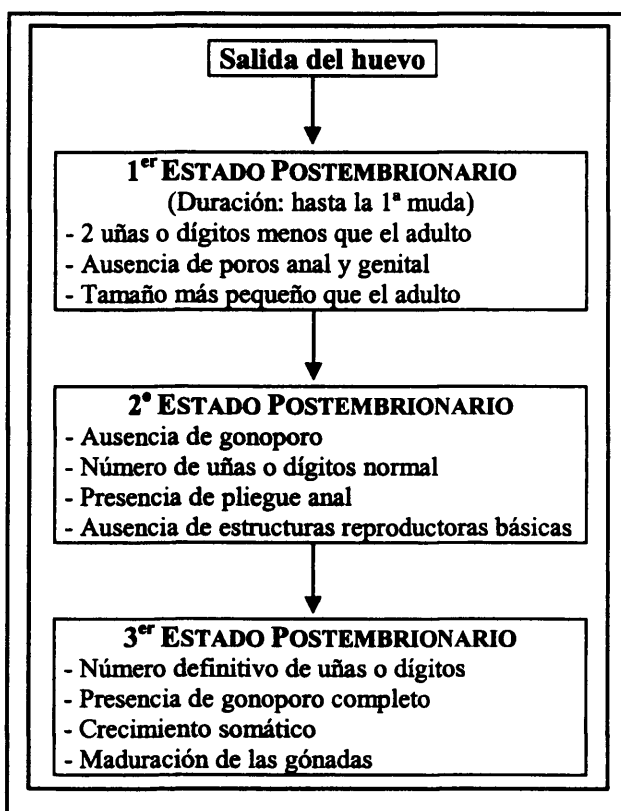 Salida del huevo
1er ESTADO POSTEMBRIONARIO
(Duración: hasta la 1ª muda)
- 2 uñas o dígitos menos que el adulto
- Ausencia de poros anal y genital
- Tamaño más pequeño que el adulto
2º ESTADO POSTEMBRIONARIO
- Ausencia de gonoporo
- Número de uñas o dígitos normal
- Presencia de pliegue anal
- Ausencia de estructuras reproductoras básicas
3er ESTADO POSTEMBRIONARIO
- Número definitivo de uñas o dígitos
- Presencia de gonoporo completo
- Crecimiento somático
- Maduración de las gónadas